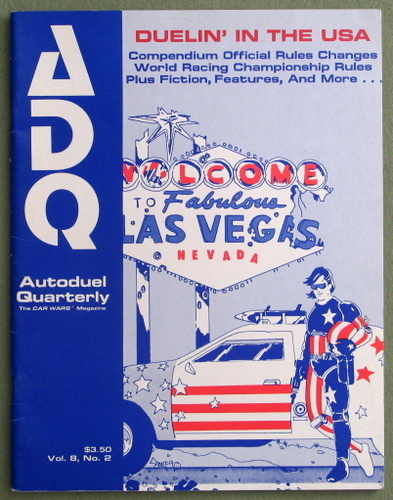 ADQ
Autoduel
Quarterly
The CAR WARS™ Magazine
$3.50
Vol. 8, No. 2
DUELIN' IN THE USA
Compendium Official Rules Changes
World Racing Championship Rules
Plus Fiction, Features, And More . . .
WELCOME
TO Fabulous
LAS VEGAS
NEVADA